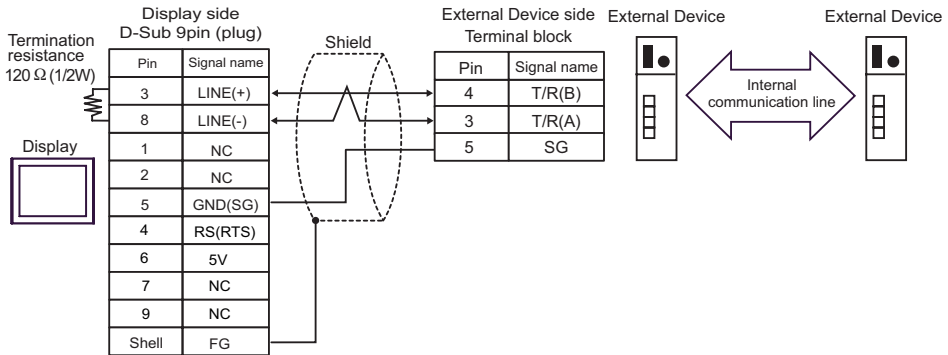 Display side
D-Sub 9pin (plug)
Termination
resistance
120 Ω (1/2W)
Display
Pin Signal name
3 LINE(+)
8 LINE(-)
1 NC
2 NC
5 GND(SG)
4 RS(RTS)
6 5V
7 NC
9 NC
Shell FG
Shield
External Device side
Terminal block
Pin Signal name
4 T/R(B)
3 T/R(A)
5 SG
External Device
Internal
communication line
External Device